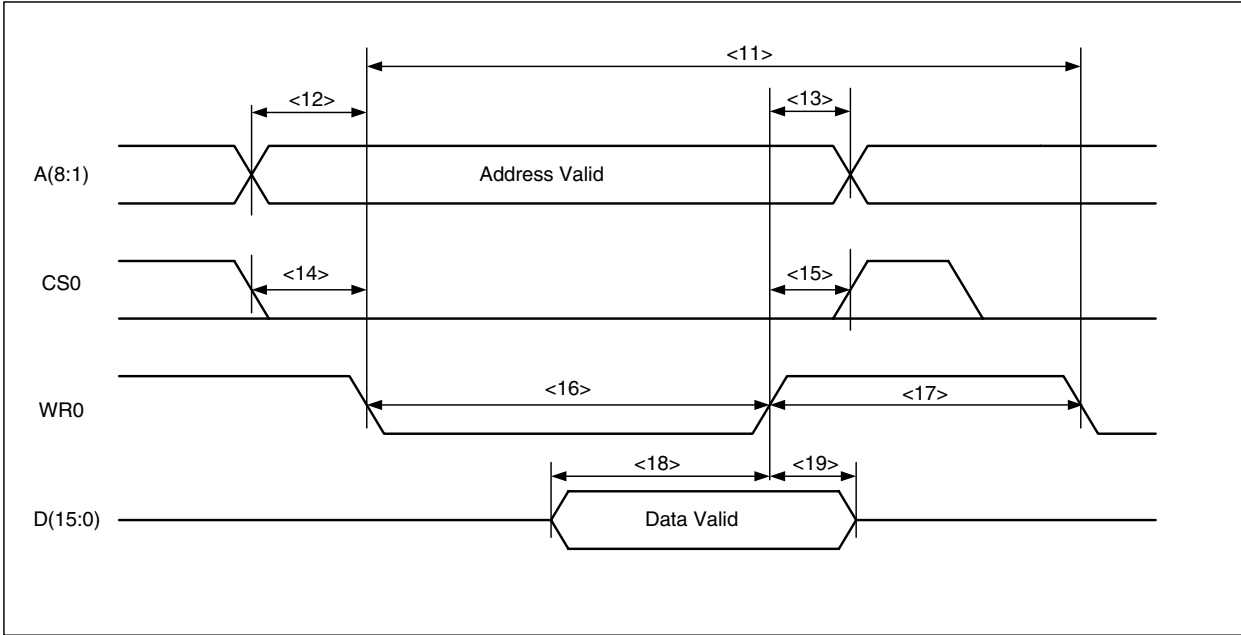 <11>
<12>
<13>
A(8:1)
Address Valid
CS0
<14>
<15>
WR0
<16>
<17>
<18>
<19>
D(15:0)
Data Valid